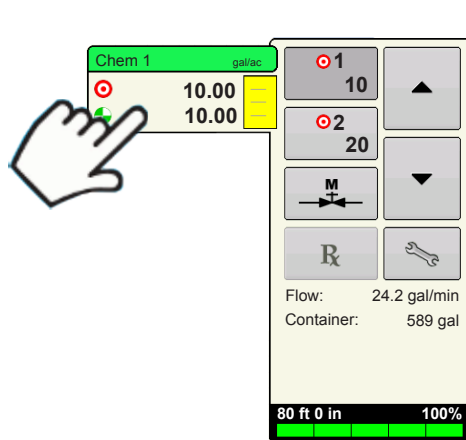 Chem 1 gal/ac
10.00
10.00
1
10
2
20
M
Rx
Flow: 24.2 gal/min
Container: 589 gal
80 ft 0 in 100%